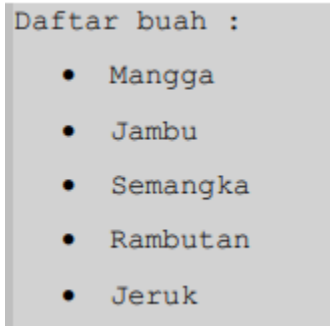 Daftar buah :
• Mangga
• Jambu
• Semangka
• Rambutan
• Jeruk